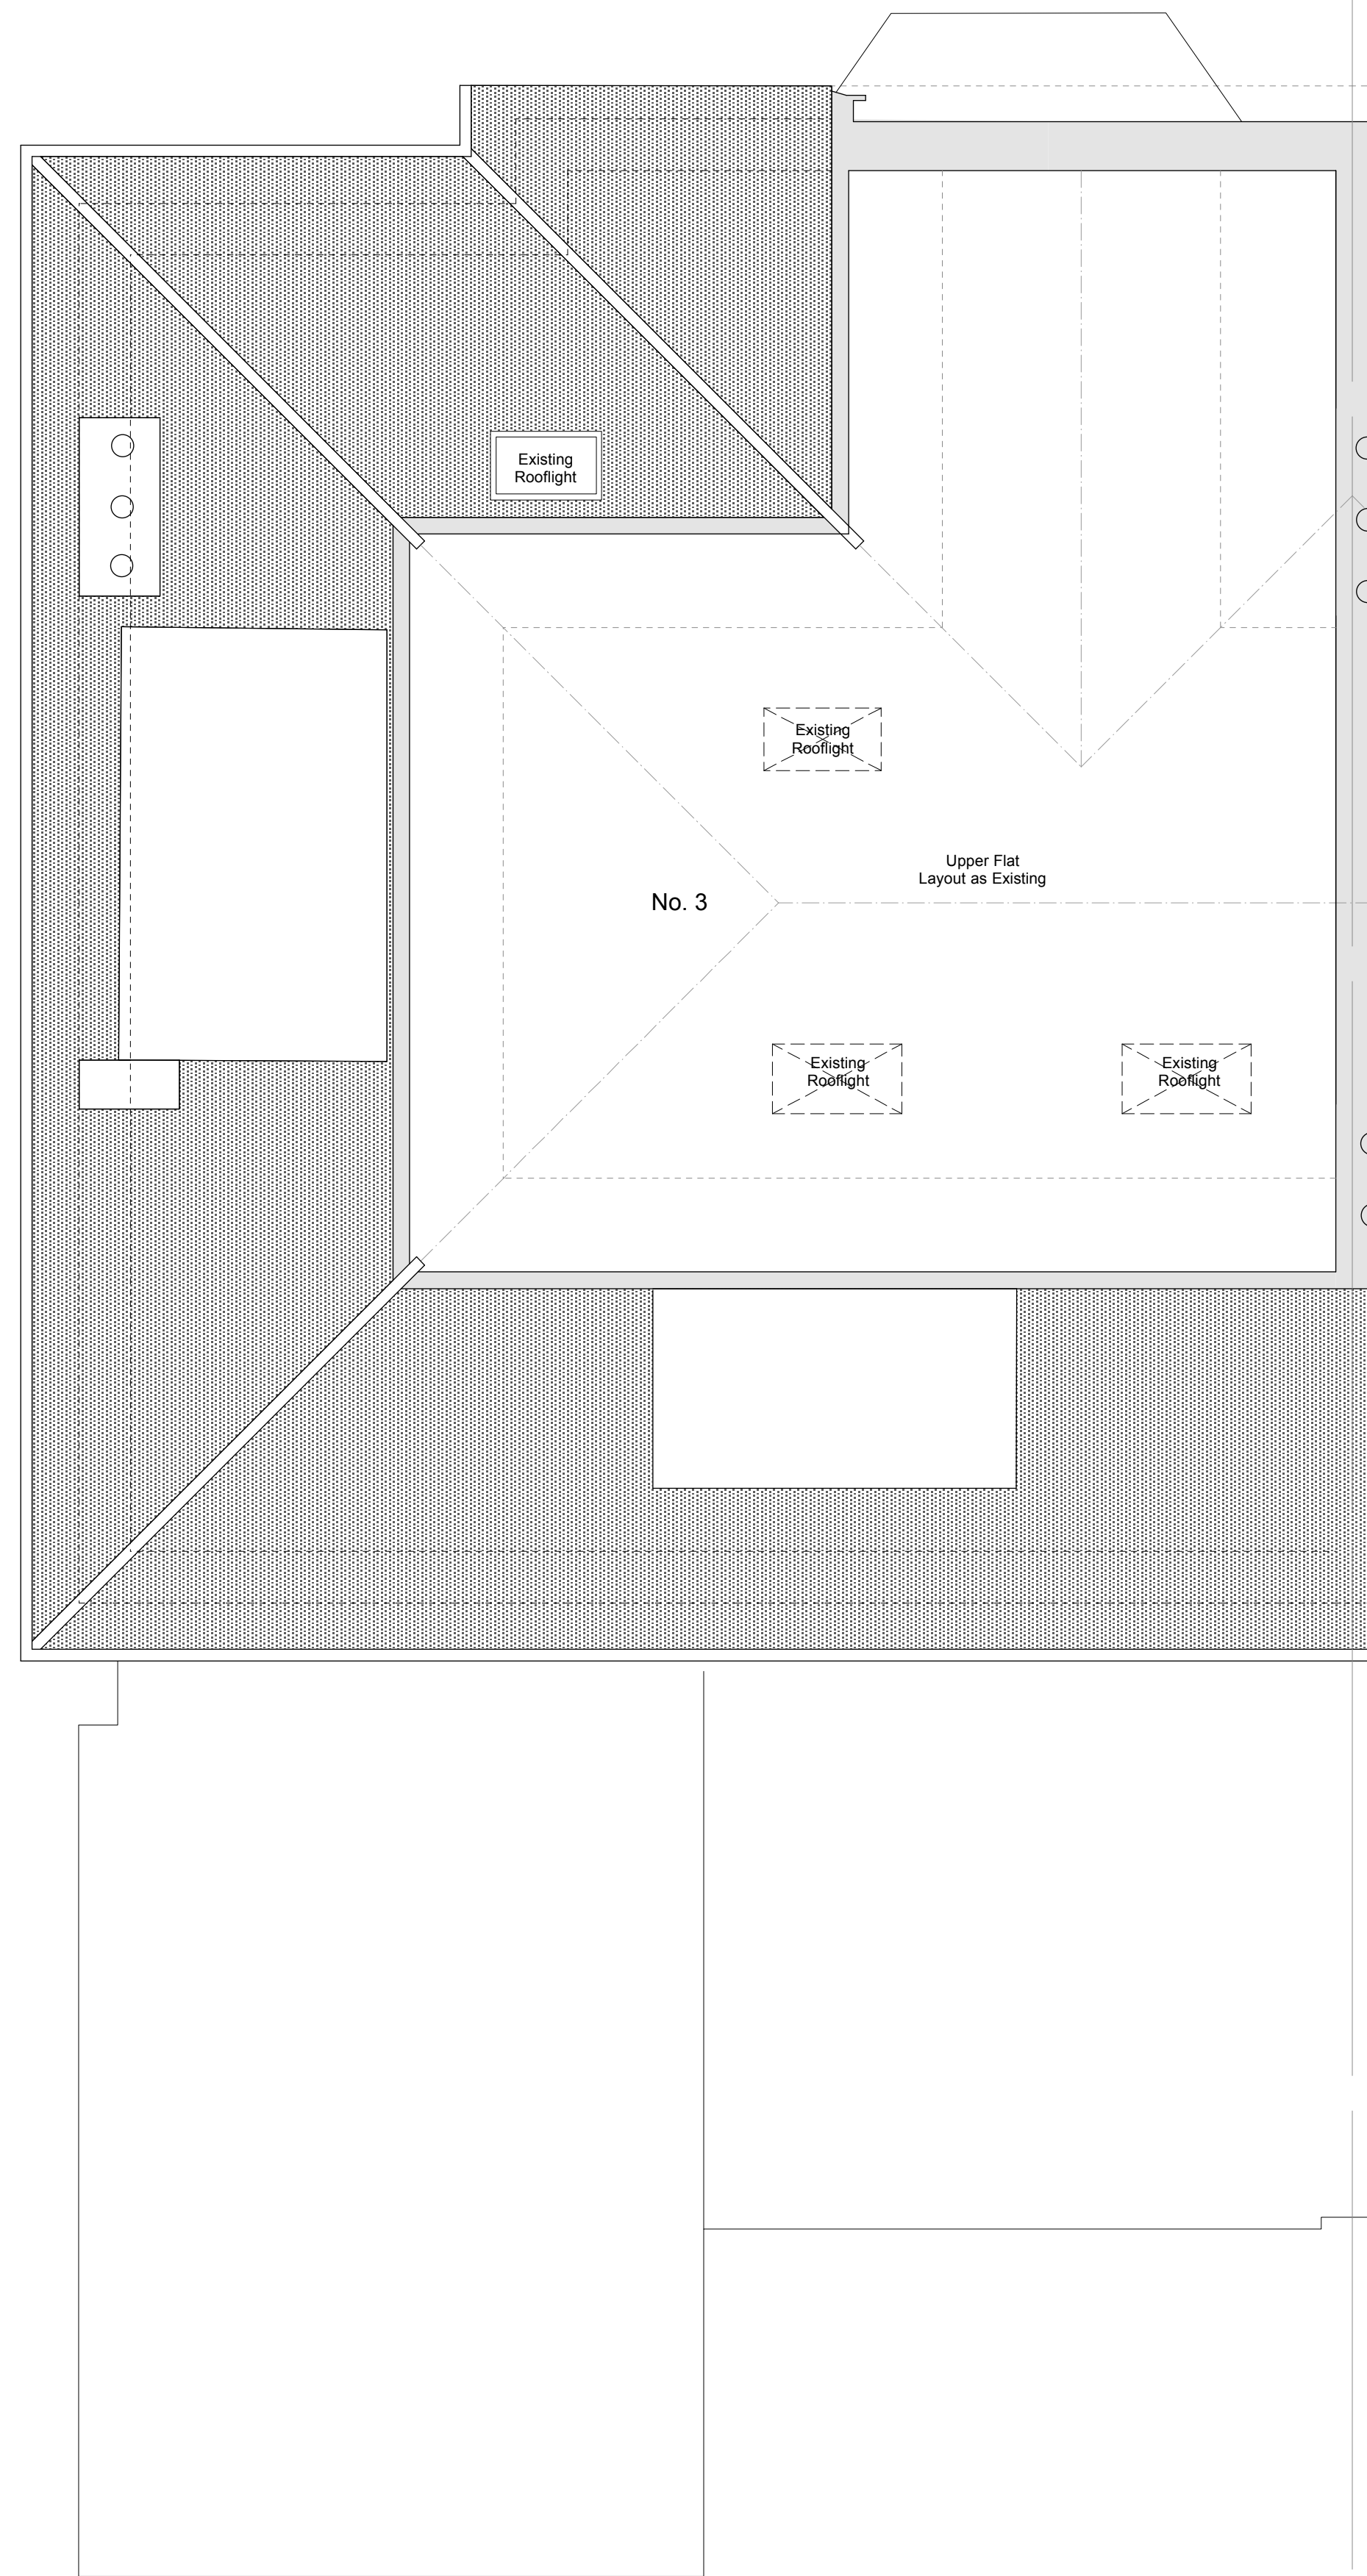 Existing
Rooflight
Existing
Rooflight
Upper Flat
Layout as Existing
No. 3
Existing
Rooflight
Existing
Rooflight